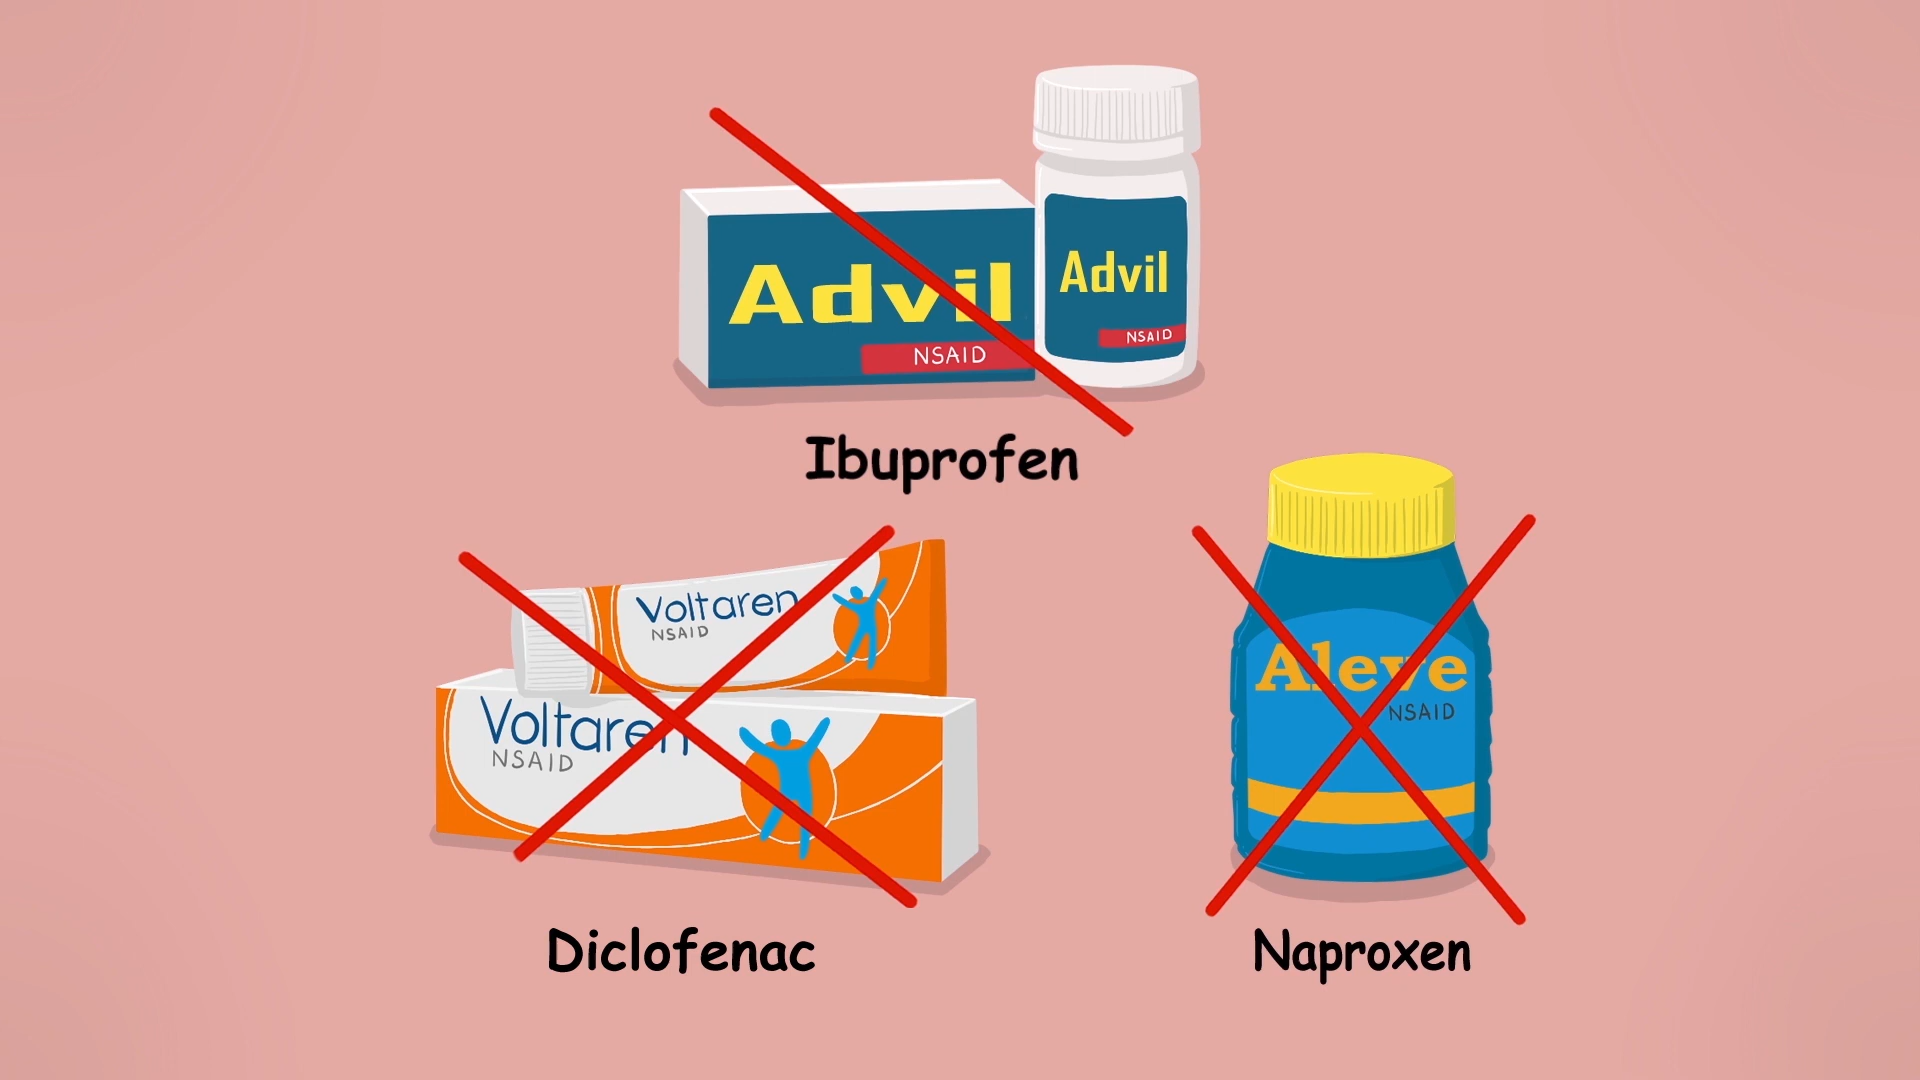 Advil
NSAID
Advil
NSAID
Ibuprofen
Voltaren
NSAID
Voltaren
NSAID
Diclofenac
Aleve
NSAID
Naproxen